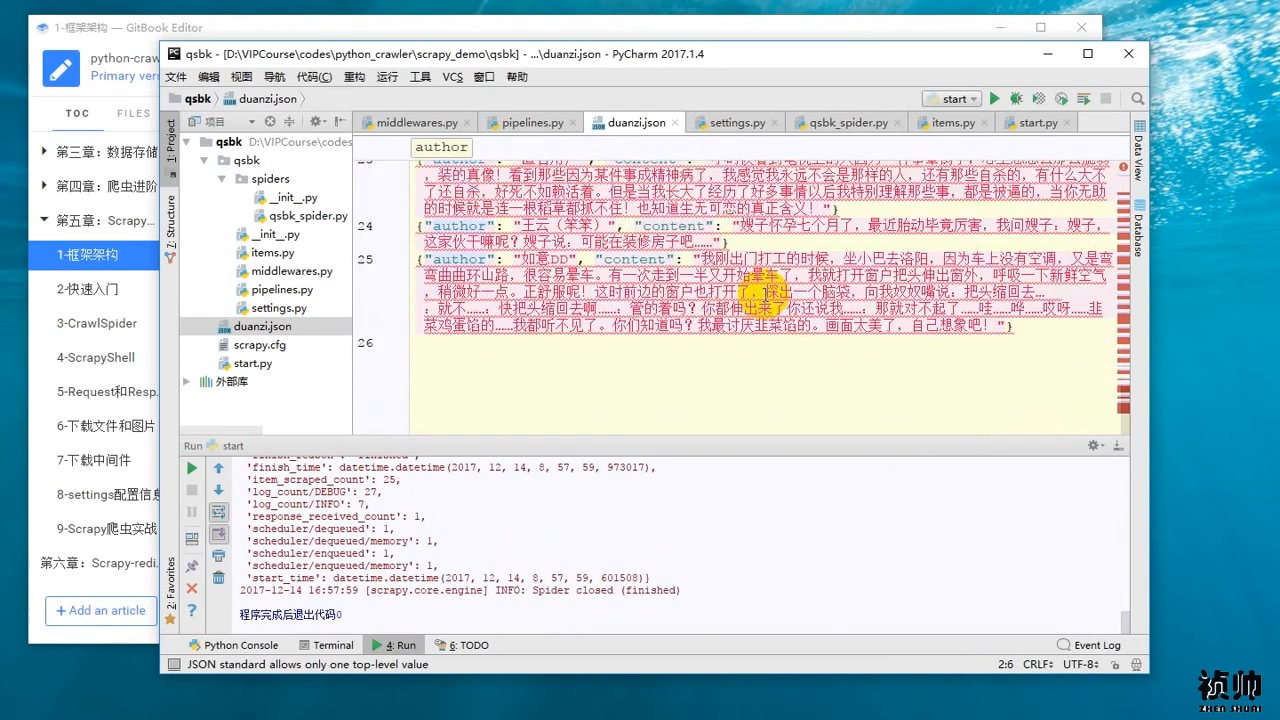 1-框架架构 — GitBook Editor
python-craw
Primary vers
TOC
FILES
第三章：数据存储
第四章：爬虫进阶
第五章：Scrapy...
1-框架架构
2-快速入门
3-CrawlSpider
4-ScrapyShell
5-Request和Resp.
6-下载文件和图片
7-下载中间件
8-settings配置信息
9-Scrapy爬虫实战
第六章：Scrapy-redi.
+ Add an article
qsbk - [D:\VIPCourse\codes\python_crawler\scrapy_demo\qsbk] - ...\duanzi.json - PyCharm 2017.1.4
文件 编辑 视图 导航 代码(C) 重构 运行 工具 VCS 窗口 帮助
qsbk duanzi.json
start
1: Project
7: Structure
2: Favorites
Data View
Database
项目
qsbk D:\VIPCourse\codes
qsbk
spiders
__init__.py
qsbk_spider.py
__init__.py
items.py
middlewares.py
pipelines.py
settings.py
duanzi.json
scrapy.cfg
start.py
外部库
middlewares.py pipelines.py duanzi.json settings.py qsbk_spider.py items.py start.py
author
了哭的真像！看到那些因为某件事成精神病了，我感觉我永远不会是那样的人，还有那些自杀的，有什么大不
了还自杀，好死不如赖活着。但是当我长大了经历了好多事情以后我特别理解那些事，都是被逼的，当你无助
的时候就是连一根稻草都抓不住！也知道生无可恋的真正含义！"}
24 {"author": "王云（笨笨）", "content": "嫂子怀孕七个月了，最近胎动毕竟厉害，我问嫂子：嫂子，
这家伙干嘛呢？嫂子说：可能在装修房子吧……"}
25 {"author": "如意DD", "content": "我刚出门打工的时候，坐小巴去洛阳，因为车上没有空调，又是弯
弯曲曲环山路，很容易晕车。有一次走到一半又开始晕车了，我就打开窗户把头伸出窗外，呼吸一下新鲜空气
，稍微好一点。正舒服呢！这时前边的窗户也打开了，探出一个脑袋，向我奴奴嘴说：把头缩回去…
…就不……；快把头缩回去啊……；管的着吗？你都伸出来了你还说我……；那就对不起了……哇……哗……哎呀……韭
菜鸡蛋馅的……我都听不见了。你们知道吗？我最讨厌韭菜馅的。画面太美了，自己想象吧！"}
26
Run start
'finish_reason': 'finished',
'finish_time': datetime.datetime(2017, 12, 14, 8, 57, 59, 973017),
'item_scraped_count': 25,
'log_count/DEBUG': 27,
'log_count/INFO': 7,
'response_received_count': 1,
'scheduler/dequeued': 1,
'scheduler/dequeued/memory': 1,
'scheduler/enqueued': 1,
'scheduler/enqueued/memory': 1,
'start_time': datetime.datetime(2017, 12, 14, 8, 57, 59, 601508)}
2017-12-14 16:57:59 [scrapy.core.engine] INFO: Spider closed (finished)
程序完成后退出代码0
Python Console Terminal 4: Run 6: TODO Event Log
JSON standard allows only one top-level value
2:6 CRLF UTF-8
祯帅
ZHEN SHUAI